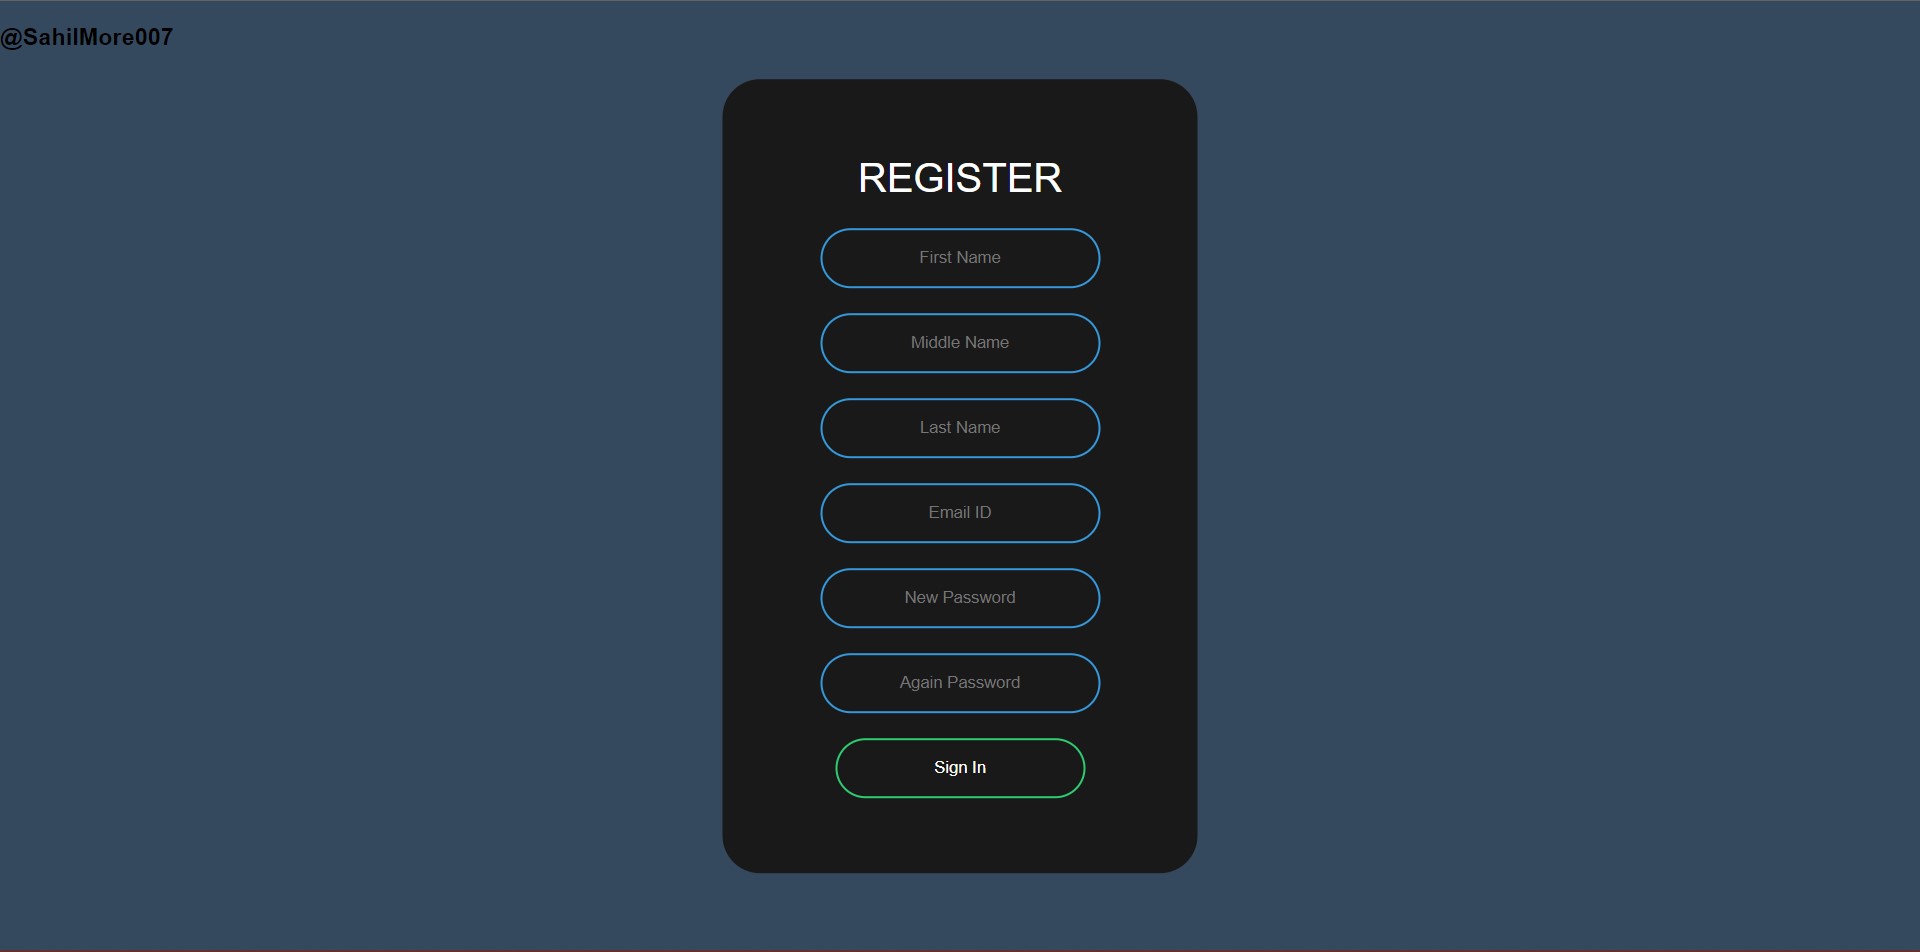 @SahilMore007
REGISTER
First Name
Middle Name
Last Name
Email ID
New Password
Again Password
Sign In